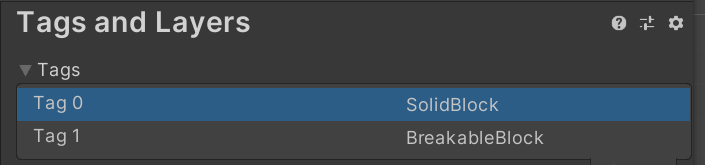 Tags and Layers
Tags
Tag 0 SolidBlock
Tag 1 BreakableBlock